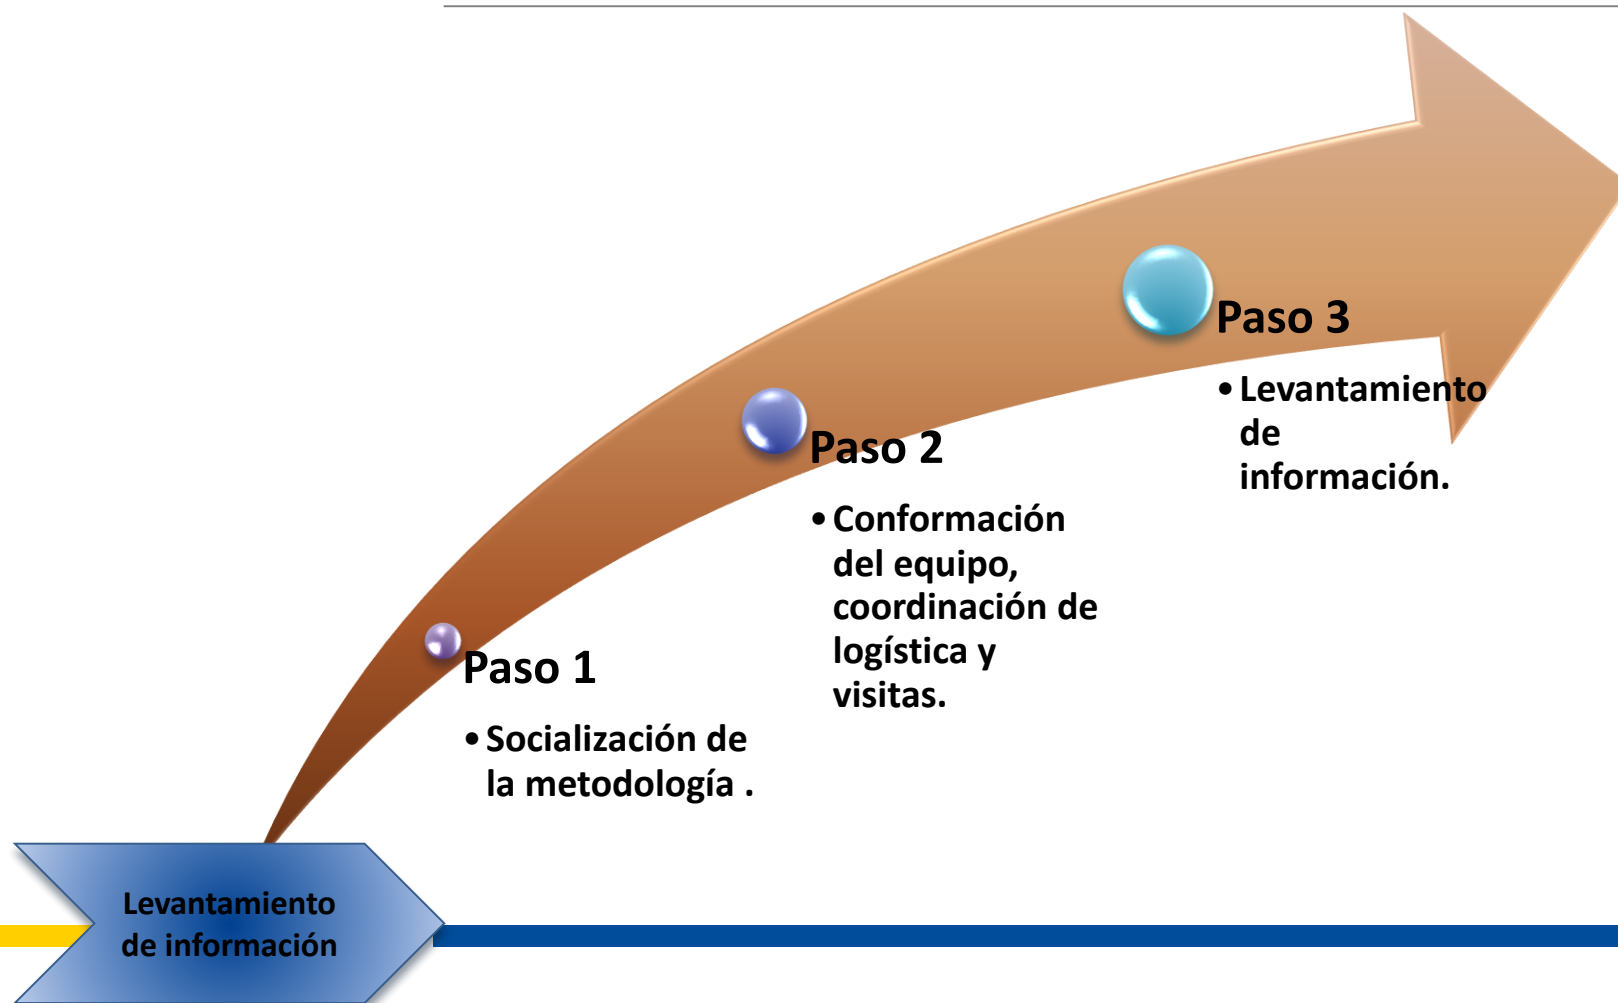 Paso 1
• Socialización de
la metodología .
Paso 2
• Conformación
del equipo,
coordinación de
logística y
visitas.
Paso 3
• Levantamiento
de
información.
Levantamiento
de información